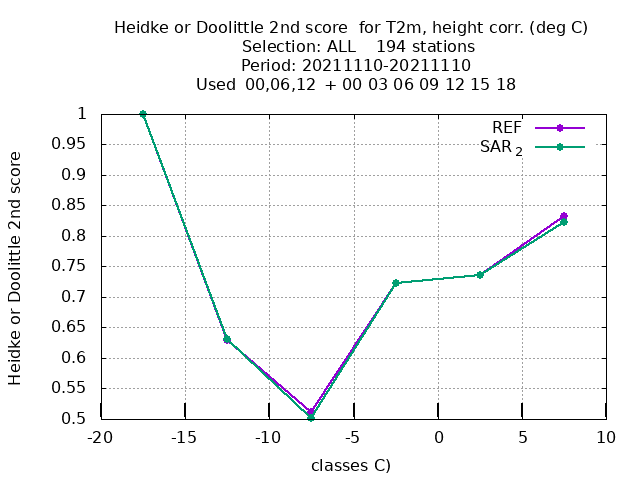 Heidke or Doolittle 2nd score  for T2m, height corr. (deg C)
Selection: ALL    194 stations
Period: 20211110-20211110
Used  00,06,12  + 00 03 06 09 12 15 18
REF
SAR 2
1
0.95
0.9
0.85
0.8
0.75
0.7
0.65
0.6
0.55
0.5
Heidke or Doolittle 2nd score
-20 -15 -10 -5 0 5 10
classes C)